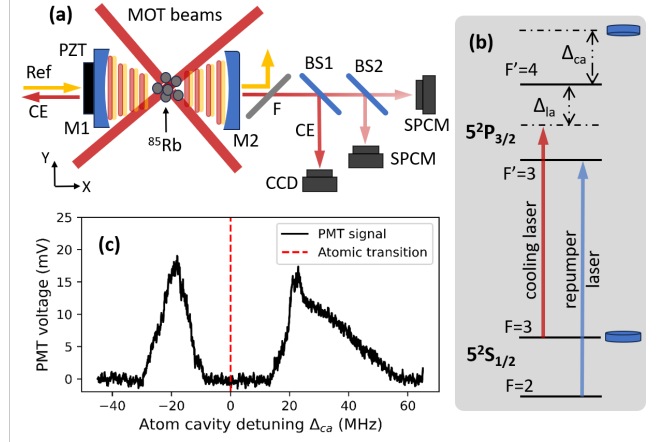 (a)
MOT beams
PZT
Ref
CE
M1
⁸⁵Rb
M2
F
BS1
BS2
CE
SPCM
SPCM
CCD
Y
X
(b)
Δca
F'=4
Δla
5²P3/2
F'=3
cooling laser
repumper
laser
F=3
5²S1/2
F=2
(c)
PMT signal
Atomic transition
PMT voltage (mV)
25
20
15
10
5
0
−40
−20
0
20
40
60
Atom cavity detuning Δca (MHz)